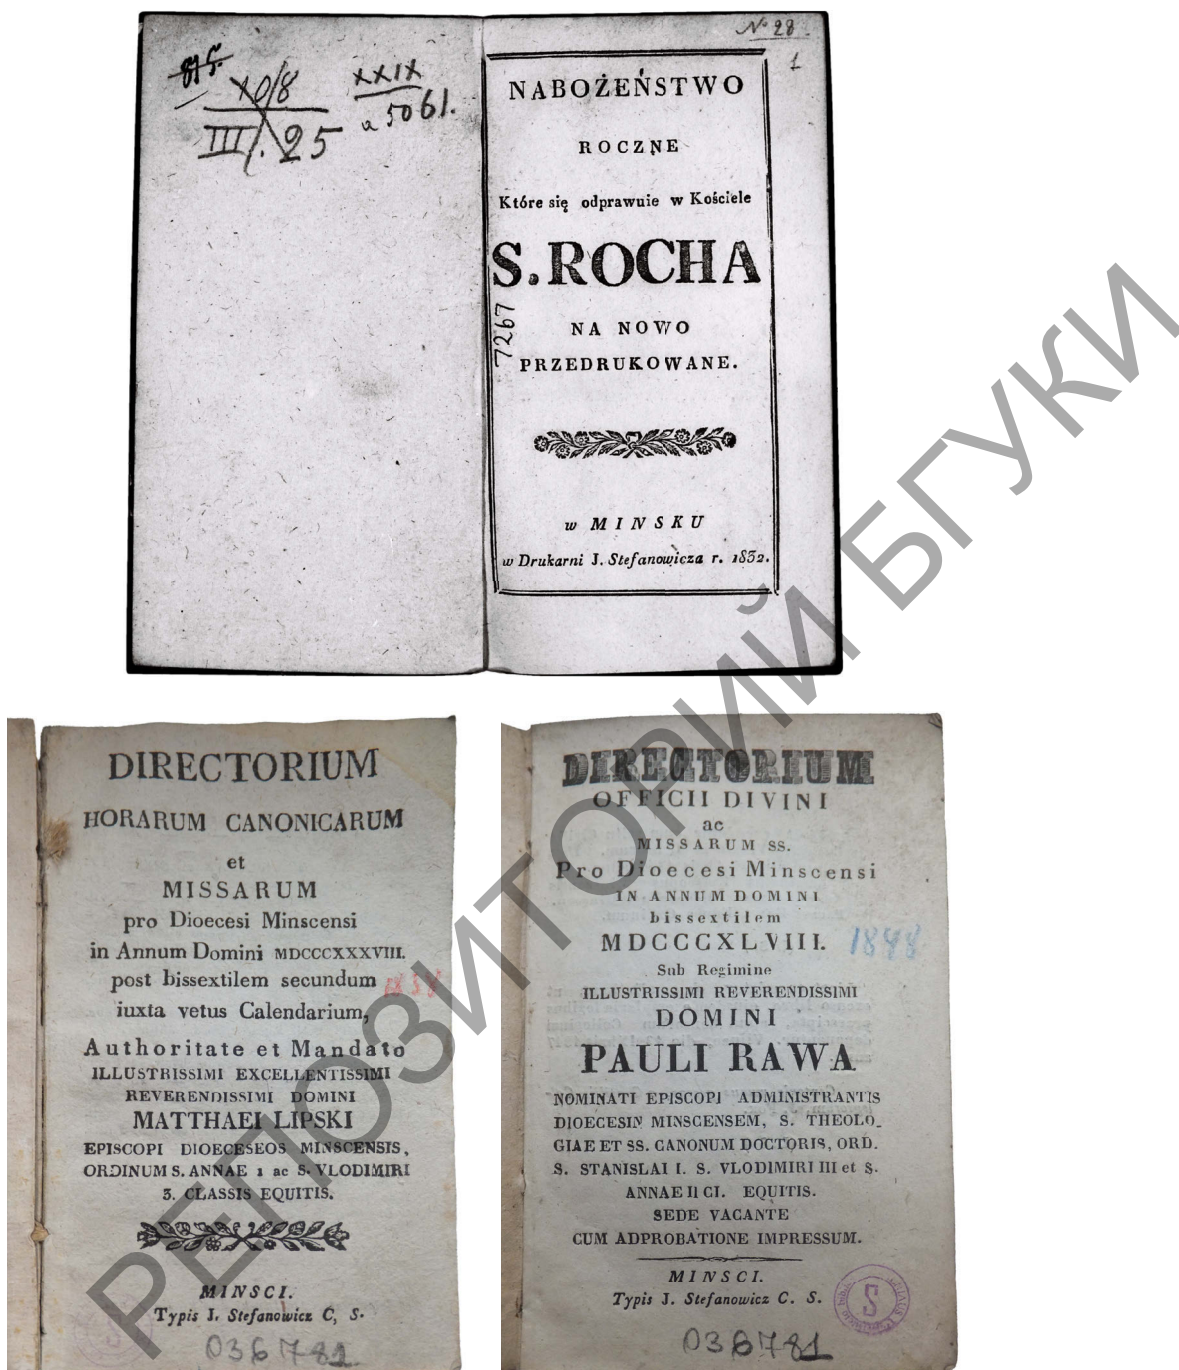 № 28.
1
815.
XO/8
III/. 25
XXIX
a 5061.
NABOŻEŃSTWO
ROCZNE
Które się odprawuie w Kościele
S. ROCHA
NA NOWO
PRZEDRUKOWANE.
7267
w MINSKU
w Drukarni J. Stefanowicza r. 1832.
DIRECTORIUM
HORARUM CANONICARUM
et
MISSARUM
pro Dioecesi Minscensi
in Annum Domini MDCCCXXXVIII.
post bissextilem secundum
iuxta vetus Calendarium,
1838
Authoritate et Mandato
ILLUSTRISSIMI EXCELLENTISSIMI
REVERENDISSIMI DOMINI
MATTHAEI LIPSKI
EPISCOPI DIOECESEOS MINSCENSIS,
ORDINUM S. ANNAE 1 ac S. VLODIMIRI
3. CLASSIS EQUITIS.
MINSCI.
Typis J. Stefanowicz C, S.
036781
DIRECTORIUM
OFFICII DIVINI
ac
MISSARUM SS.
Pro Dioecesi Minscensi
IN ANNUM DOMINI
bissextilem
MDCCCXLVIII. 1848
Sub Regimine
ILLUSTRISSIMI REVERENDISSIMI
DOMINI
PAULI RAWA
NOMINATI EPISCOPI ADMINISTRANTIS
DIOECESIN MINSCENSEM, S. THEOLO_
GIAE ET SS. CANONUM DOCTORIS, ORD.
S. STANISLAI I. S. VLODIMIRI III et S.
ANNAE II Cl. EQUITIS.
SEDE VACANTE
CUM ADPROBATIONE IMPRESSUM.
MINSCI.
Typis J. Stefanowicz C. S.
S
036781
РЕПОЗИТОРИЙ БГУКИ